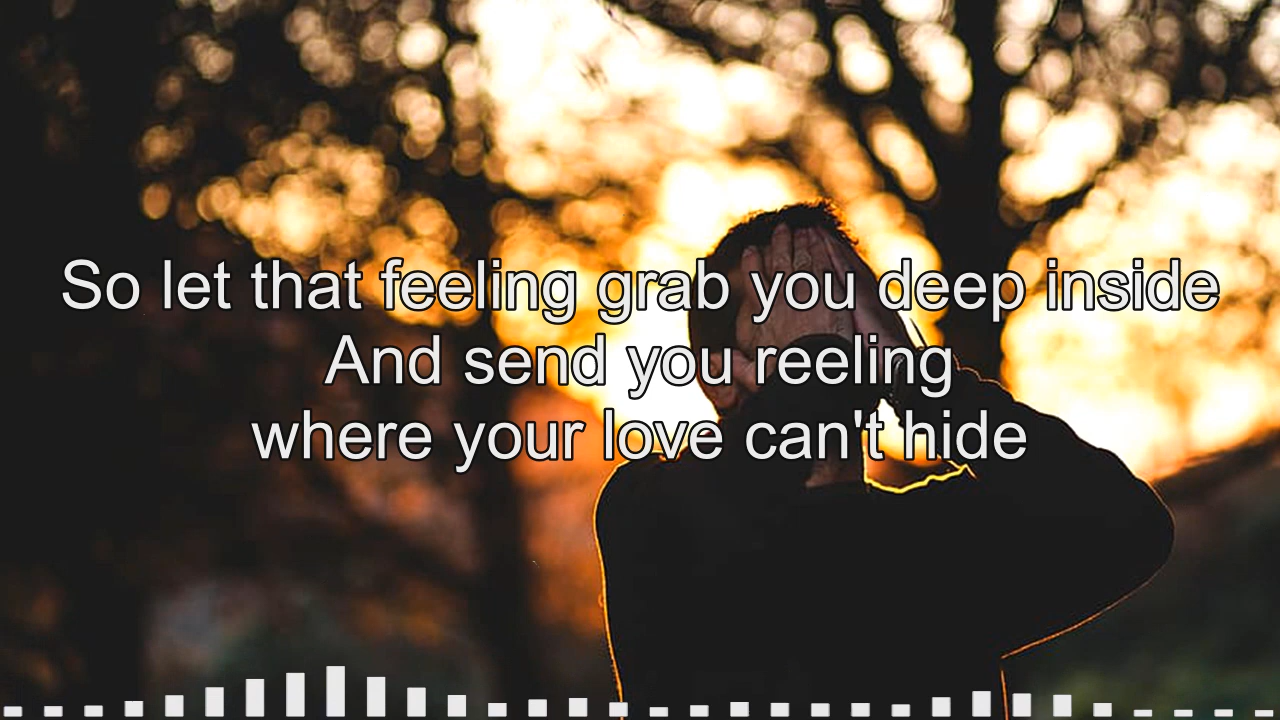 So let that feeling grab you deep inside
And send you reeling
where your love can't hide